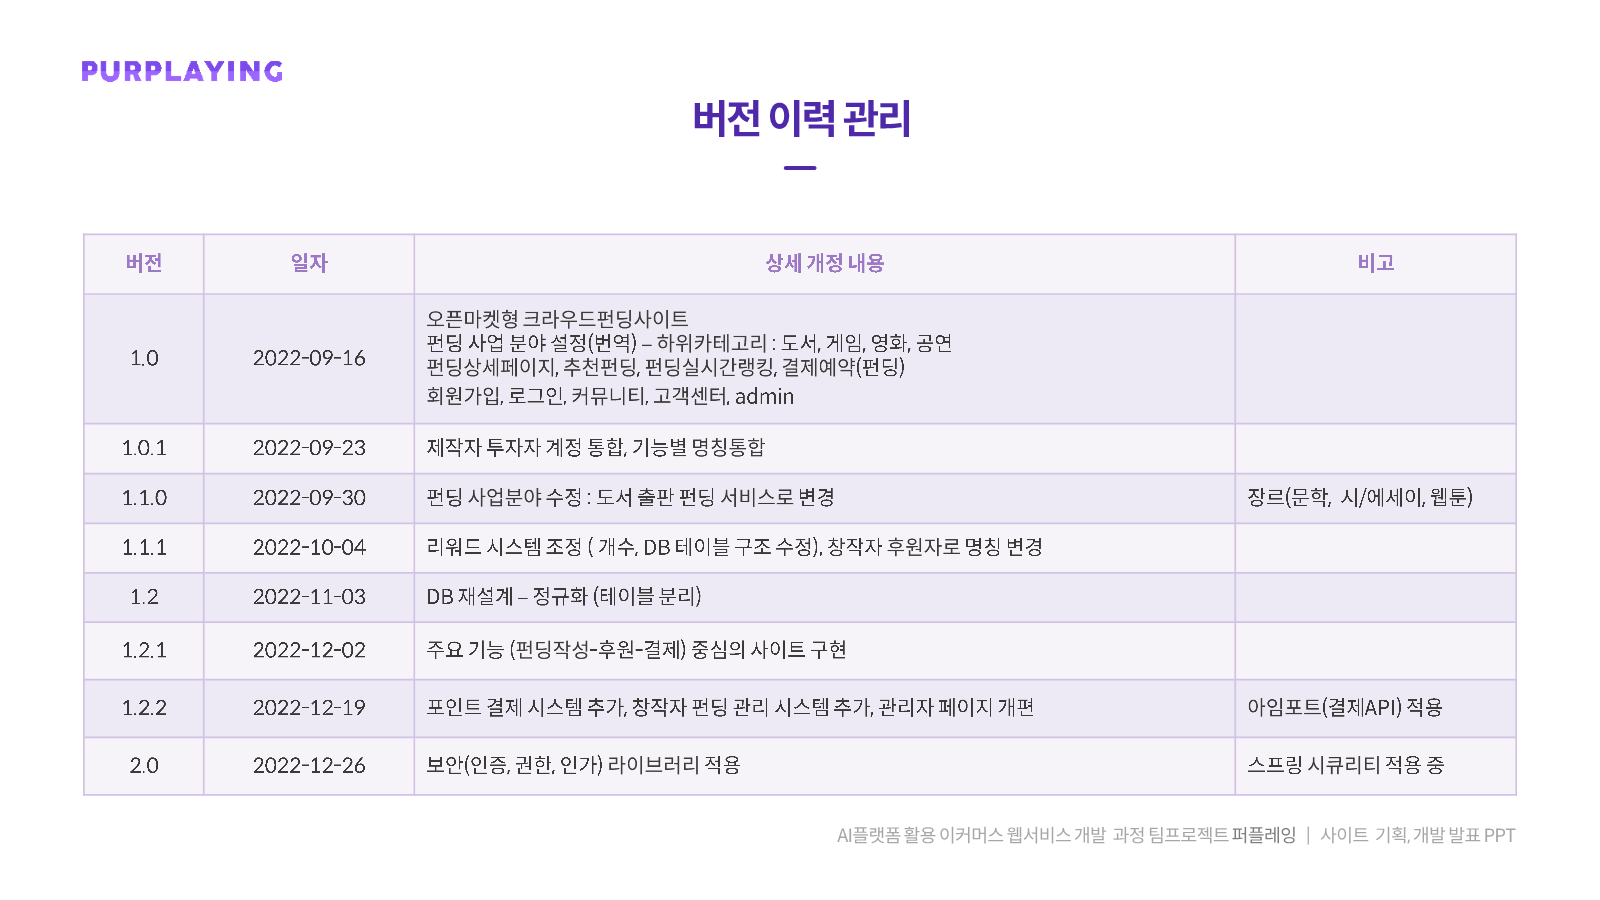 PURPLAYING
버전 이력 관리
버전 일자 상세 개정 내용 비고
1.0 2022-09-16
오픈마켓형 크라우드펀딩사이트
펀딩 사업 분야 설정(번역) – 하위카테고리 : 도서, 게임, 영화, 공연
펀딩상세페이지, 추천펀딩, 펀딩실시간랭킹, 결제예약(펀딩)
회원가입, 로그인, 커뮤니티, 고객센터, admin
1.0.1 2022-09-23 제작자 투자자 계정 통합, 기능별 명칭통합
1.1.0 2022-09-30 펀딩 사업분야 수정 : 도서 출판 펀딩 서비스로 변경 장르(문학, 시/에세이, 웹툰)
1.1.1 2022-10-04 리워드 시스템 조정 ( 개수, DB 테이블 구조 수정), 창작자 후원자로 명칭 변경
1.2 2022-11-03 DB 재설계 – 정규화 (테이블 분리)
1.2.1 2022-12-02 주요 기능 (펀딩작성-후원-결제) 중심의 사이트 구현
1.2.2 2022-12-19 포인트 결제 시스템 추가, 창작자 펀딩 관리 시스템 추가, 관리자 페이지 개편 아임포트(결제API) 적용
2.0 2022-12-26 보안(인증, 권한, 인가) 라이브러리 적용 스프링 시큐리티 적용 중
AI플랫폼 활용 이커머스 웹서비스 개발 과정 팀프로젝트 퍼플레잉 | 사이트 기획, 개발 발표 PPT